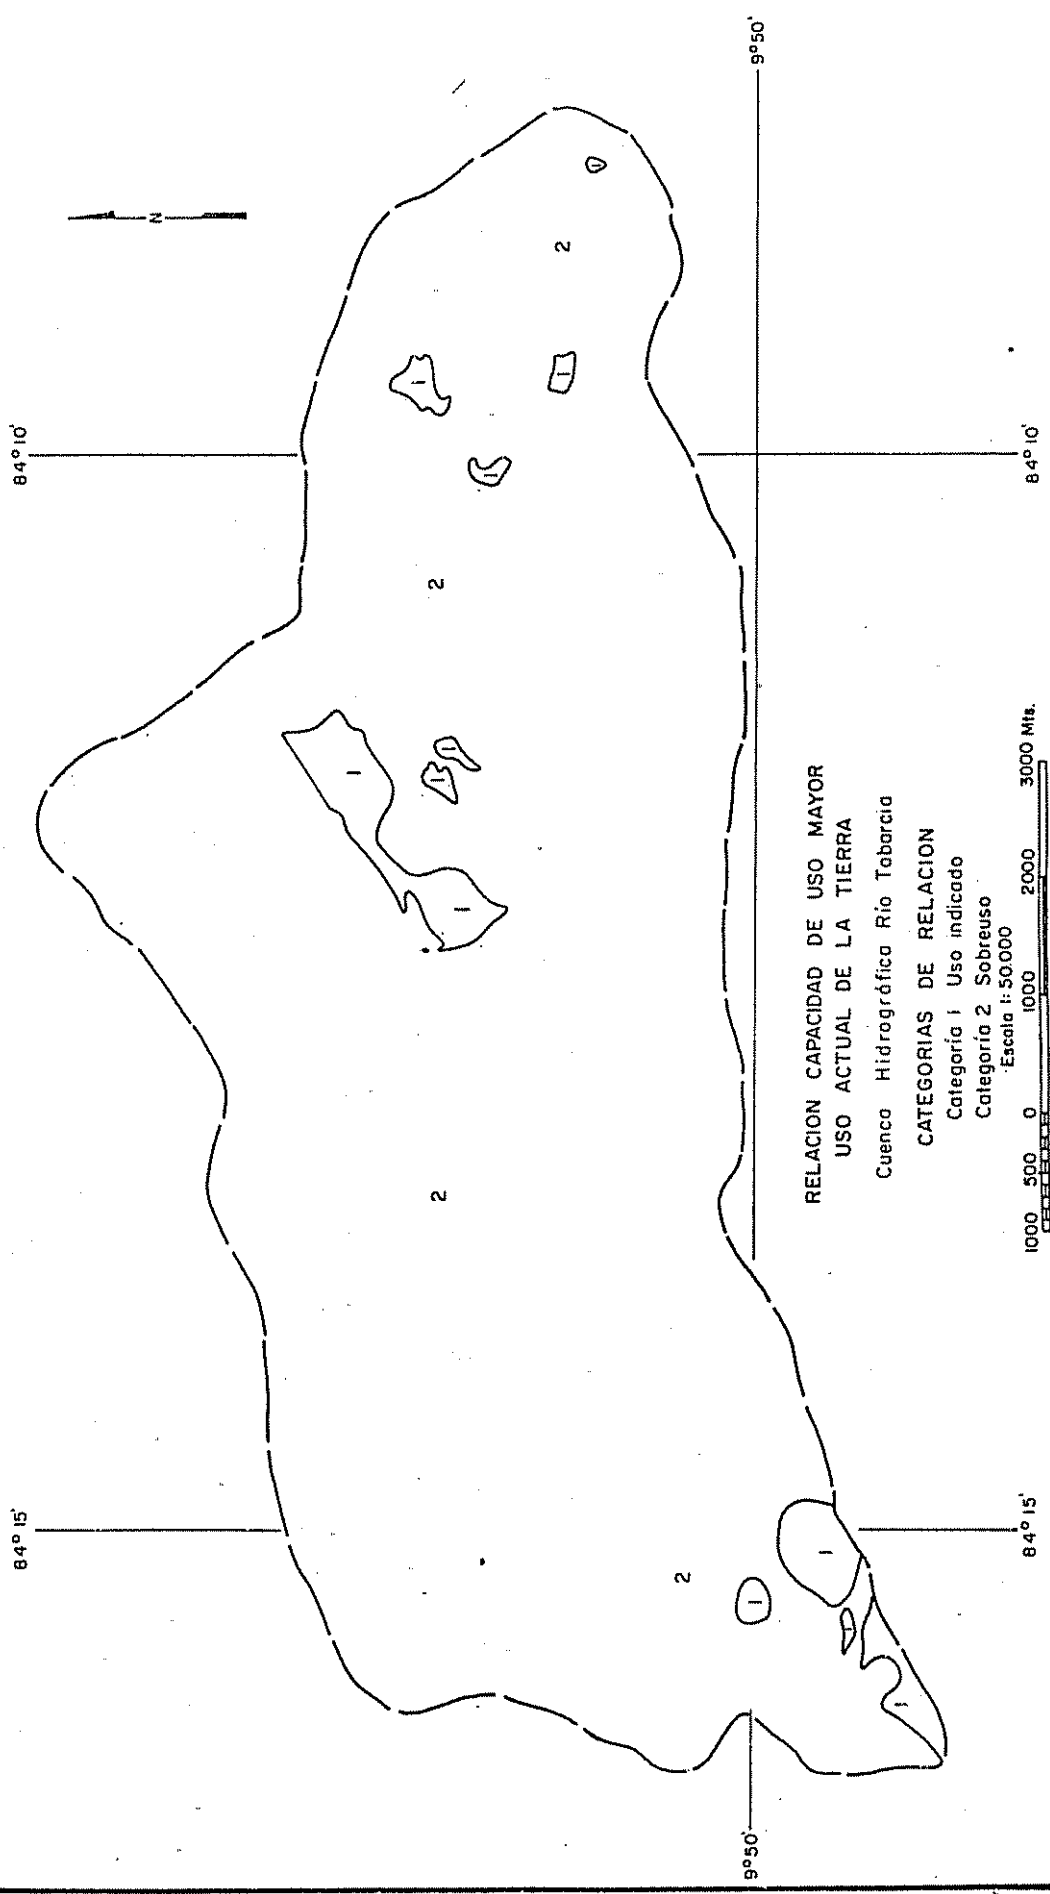 84°15'
84°10'
N
1
2
1
1
2
1
1
1
1
2
1
1
2
1
1
1
1
9°50'
9°50'
RELACION CAPACIDAD DE USO MAYOR
USO ACTUAL DE LA TIERRA
Cuenca Hidrográfica Río Tabarcia
CATEGORIAS DE RELACION
Categoría 1 Uso indicado
Categoría 2 Sobreuso
Escala 1:50.000
1000 500 0 1000 2000 3000 Mts.
84°15'
84°10'